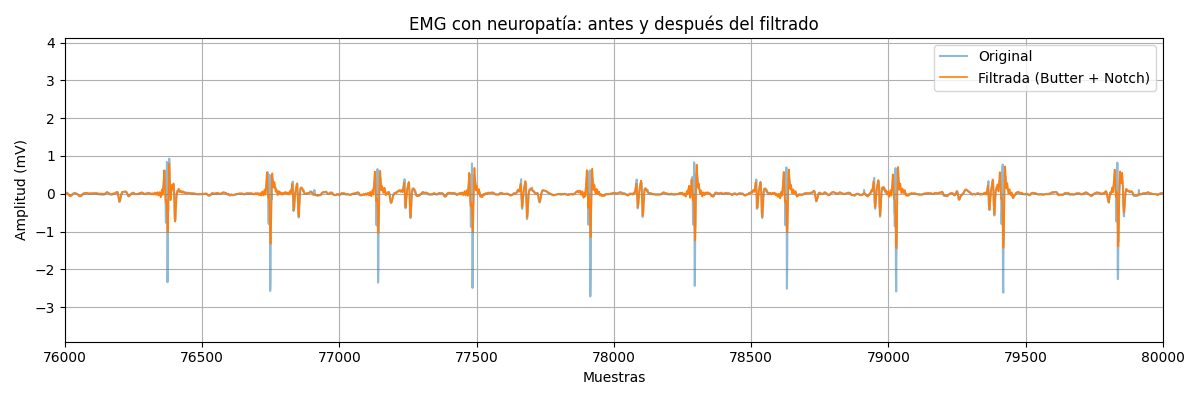 EMG con neuropatía: antes y después del filtrado
Original
Filtrada (Butter + Notch)
Amplitud (mV)
4
3
2
1
0
−1
−2
−3
76000 76500 77000 77500 78000 78500 79000 79500 80000
Muestras